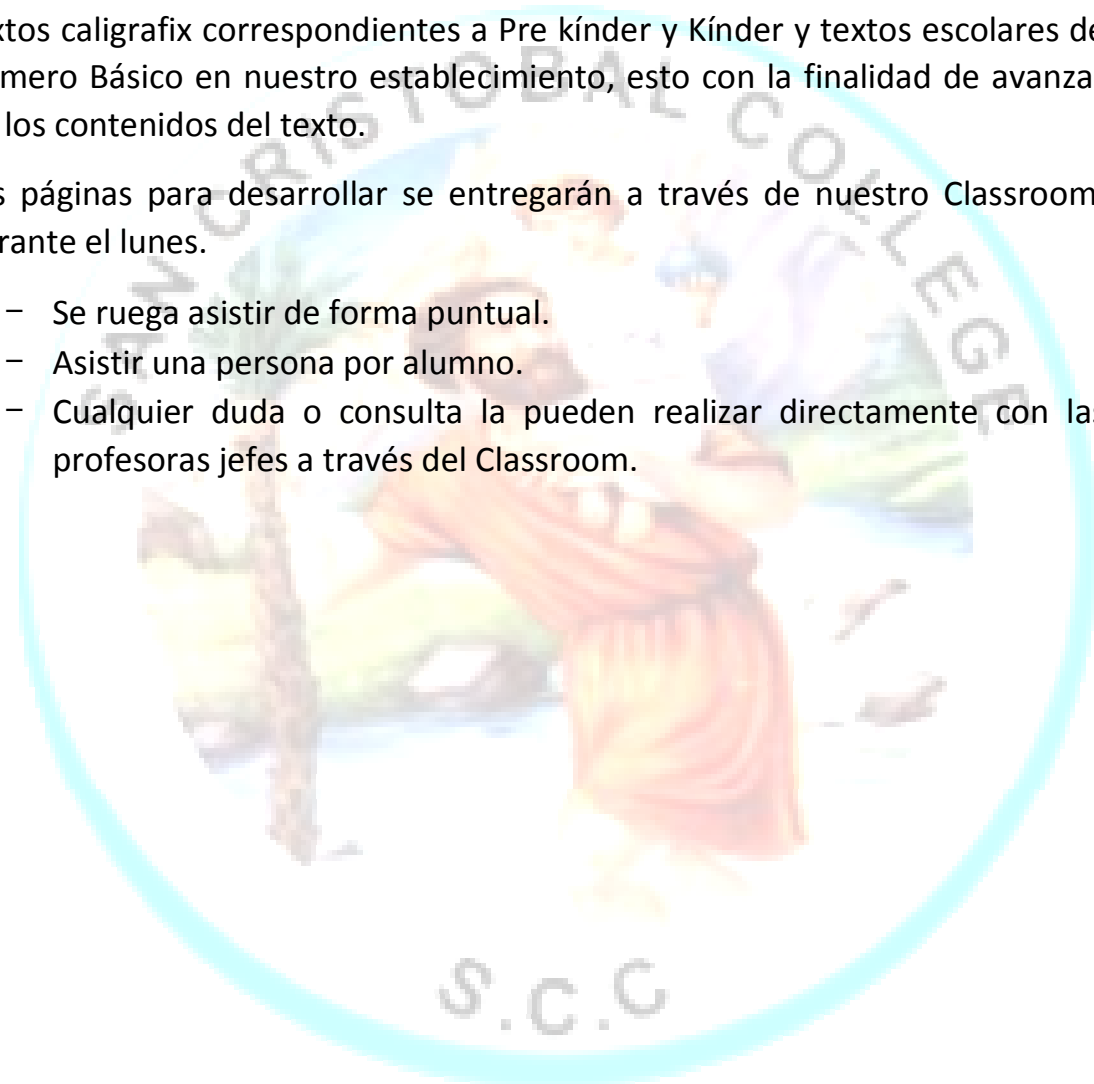 xtos caligrafix correspondientes a Pre kínder y Kínder y textos escolares de
mero Básico en nuestro establecimiento, esto con la finalidad de avanza
los contenidos del texto.
s páginas para desarrollar se entregarán a través de nuestro Classroom
rante el lunes.
– Se ruega asistir de forma puntual.
– Asistir una persona por alumno.
– Cualquier duda o consulta la pueden realizar directamente con las
profesoras jefes a través del Classroom.
SAN CRISTOBAL COLLEGE
S.C.C